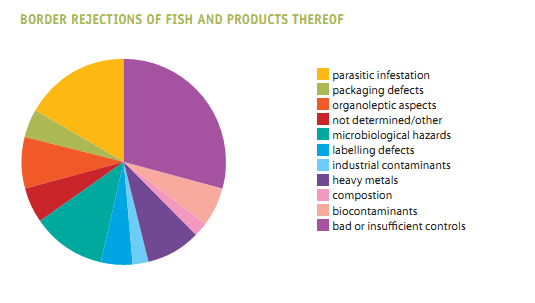 BORDER REJECTIONS OF FISH AND PRODUCTS THEREOF
parasitic infestation
packaging defects
organoleptic aspects
not determined/other
microbiological hazards
labelling defects
industrial contaminants
heavy metals
compostion
biocontaminants
bad or insufficient controls